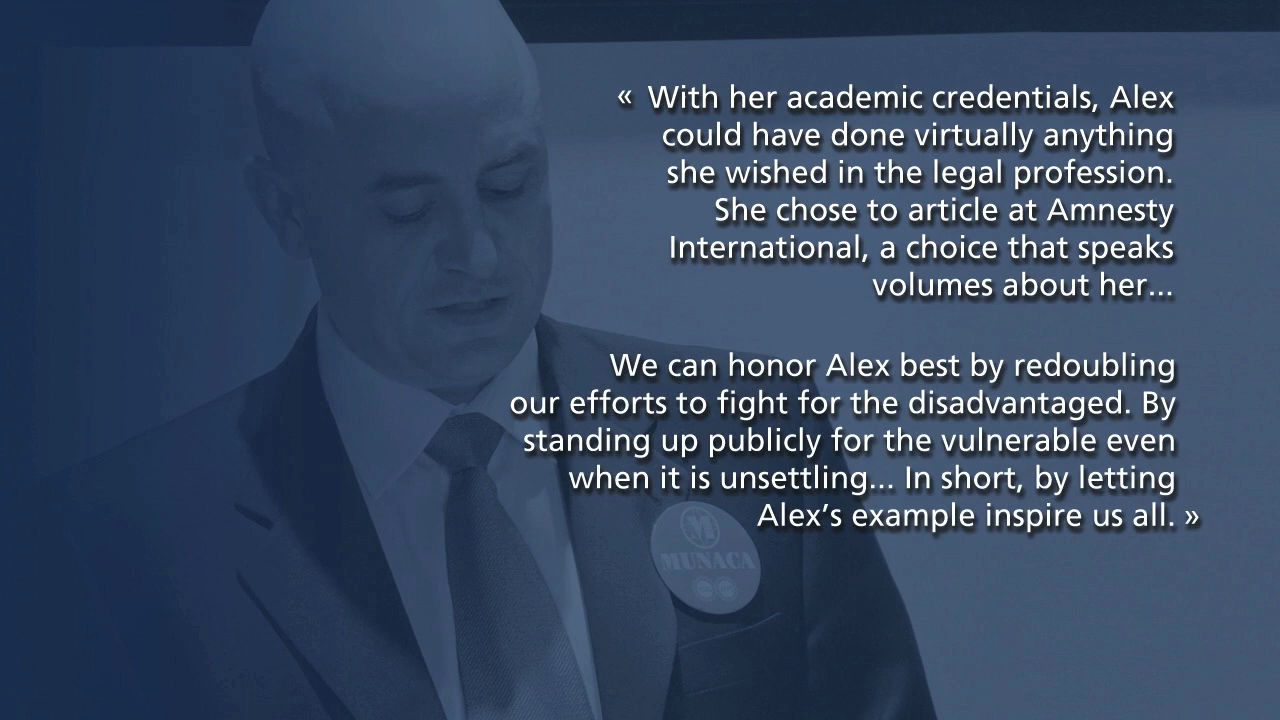 « With her academic credentials, Alex
could have done virtually anything
she wished in the legal profession.
She chose to article at Amnesty
International, a choice that speaks
volumes about her...
We can honor Alex best by redoubling
our efforts to fight for the disadvantaged. By
standing up publicly for the vulnerable even
when it is unsettling... In short, by letting
Alex’s example inspire us all. »
M
MUNACA